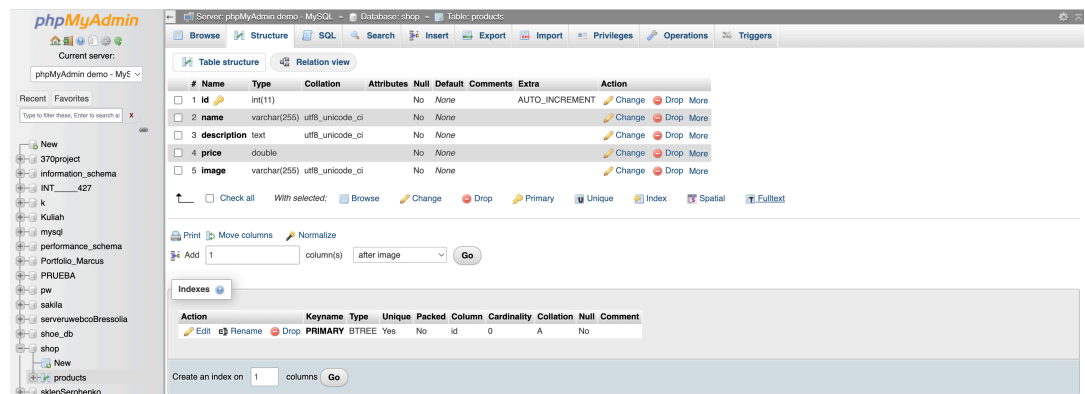 phpMyAdmin
Current server:
phpMyAdmin demo - MyS
Recent Favorites
Type to filter these, Enter to search al X
New
370project
information_schema
INT_____427
k
Kuliah
mysql
performance_schema
Portfolio_Marcus
PRUEBA
pw
sakila
serveruwebcoBressolia
shoe_db
shop
New
products
sklepSerohenko
Server: phpMyAdmin demo - MySQL » Database: shop » Table: products
Browse Structure SQL Search Insert Export Import Privileges Operations Triggers
Table structure Relation view
# Name Type Collation Attributes Null Default Comments Extra Action
1 id int(11) No None AUTO_INCREMENT Change Drop More
2 name varchar(255) utf8_unicode_ci No None Change Drop More
3 description text utf8_unicode_ci No None Change Drop More
4 price double No None Change Drop More
5 image varchar(255) utf8_unicode_ci No None Change Drop More
Check all With selected: Browse Change Drop Primary Unique Index Spatial Fulltext
Print Move columns Normalize
Add 1 column(s) after image Go
Indexes
Action Keyname Type Unique Packed Column Cardinality Collation Null Comment
Edit Rename Drop PRIMARY BTREE Yes No id 0 A No
Create an index on 1 columns Go